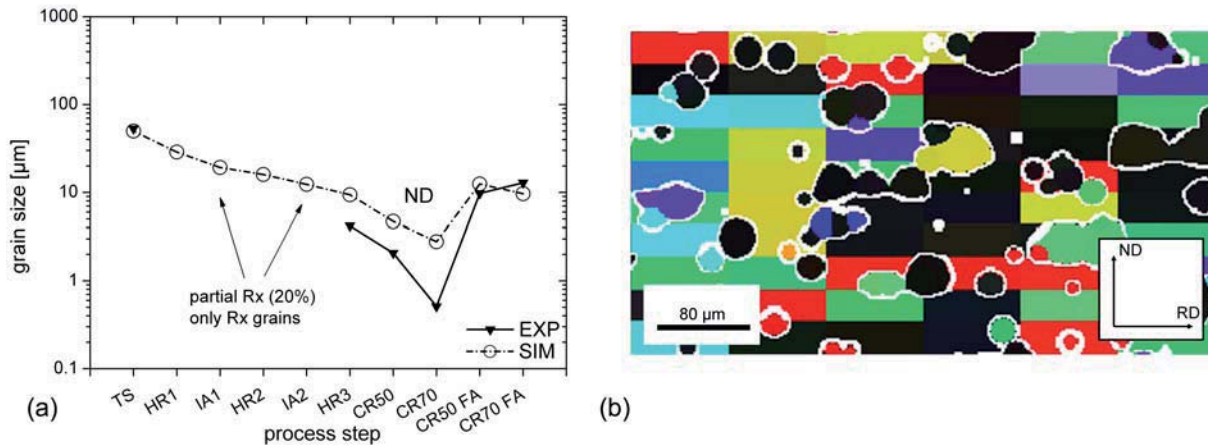 1000
100
10
1
0.1
grain size [µm]
ND
partial Rx (20%)
only Rx grains
EXP
SIM
TS
HR1
IA1
HR2
IA2
HR3
CR50
CR70
CR50 FA
CR70 FA
process step
(a)
80 µm
ND
RD
(b)